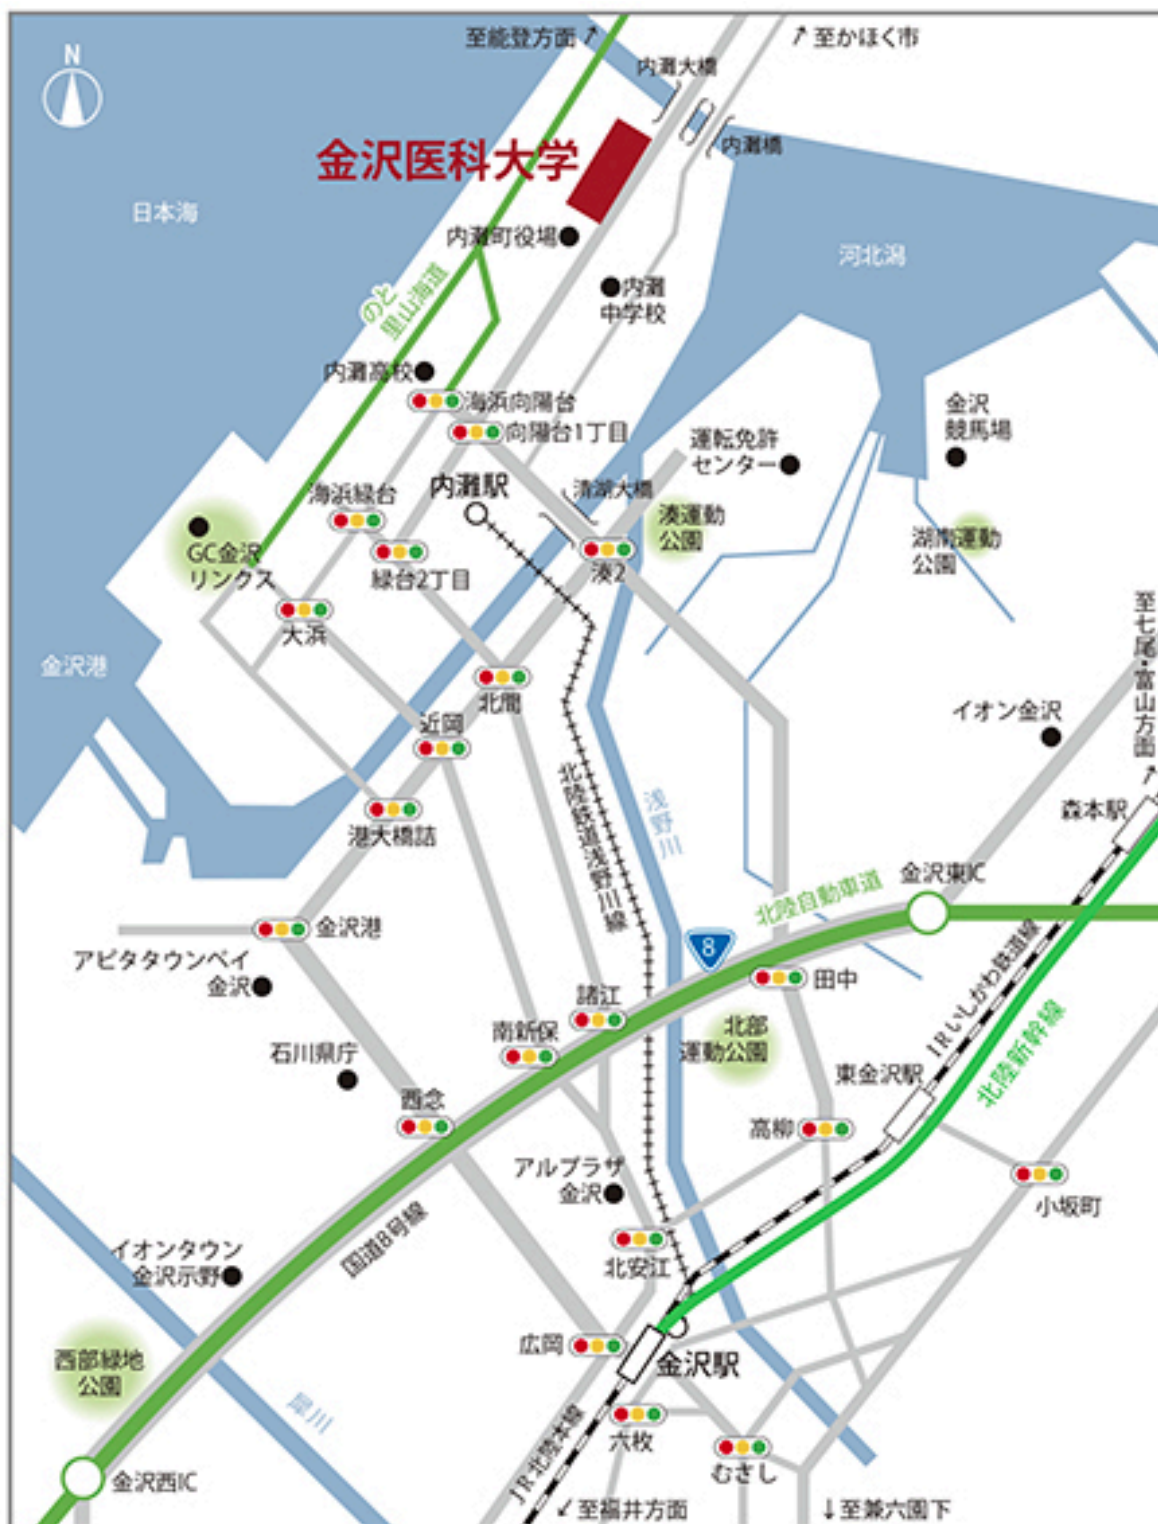 至能登方面↗
↗至かほく市
N
内灘大橋
金沢医科大学
内灘橋
日本海
内灘町役場
河北潟
のと
里山海道
内灘
中学校
内灘高校
海浜向陽台
金沢
競馬場
向陽台1丁目
運転免許
センター
内灘駅
清湖大橋
海浜緑台
湊運動
公園
GC金沢
リンクス
緑台2丁目
湊2
湖南運動
公園
大浜
至七尾・富山方面↗
金沢港
北間
イオン金沢
近岡
北陸鉄道浅野川線
浅野川
港大橋詰
森本駅
金沢東IC
北陸自動車道
金沢港
8
アピタタウンベイ
金沢
田中
IRいしかわ鉄道線
諸江
南新保
北部
運動公園
石川県庁
北陸新幹線
東金沢駅
西念
高柳
アルプラザ
金沢
小坂町
国道8号線
イオンタウン
金沢示野
北安江
広岡
西部緑地
公園
金沢駅
犀川
JR北陸本線
六枚
むさし
金沢西IC
↙至福井方面
↓至兼六園下